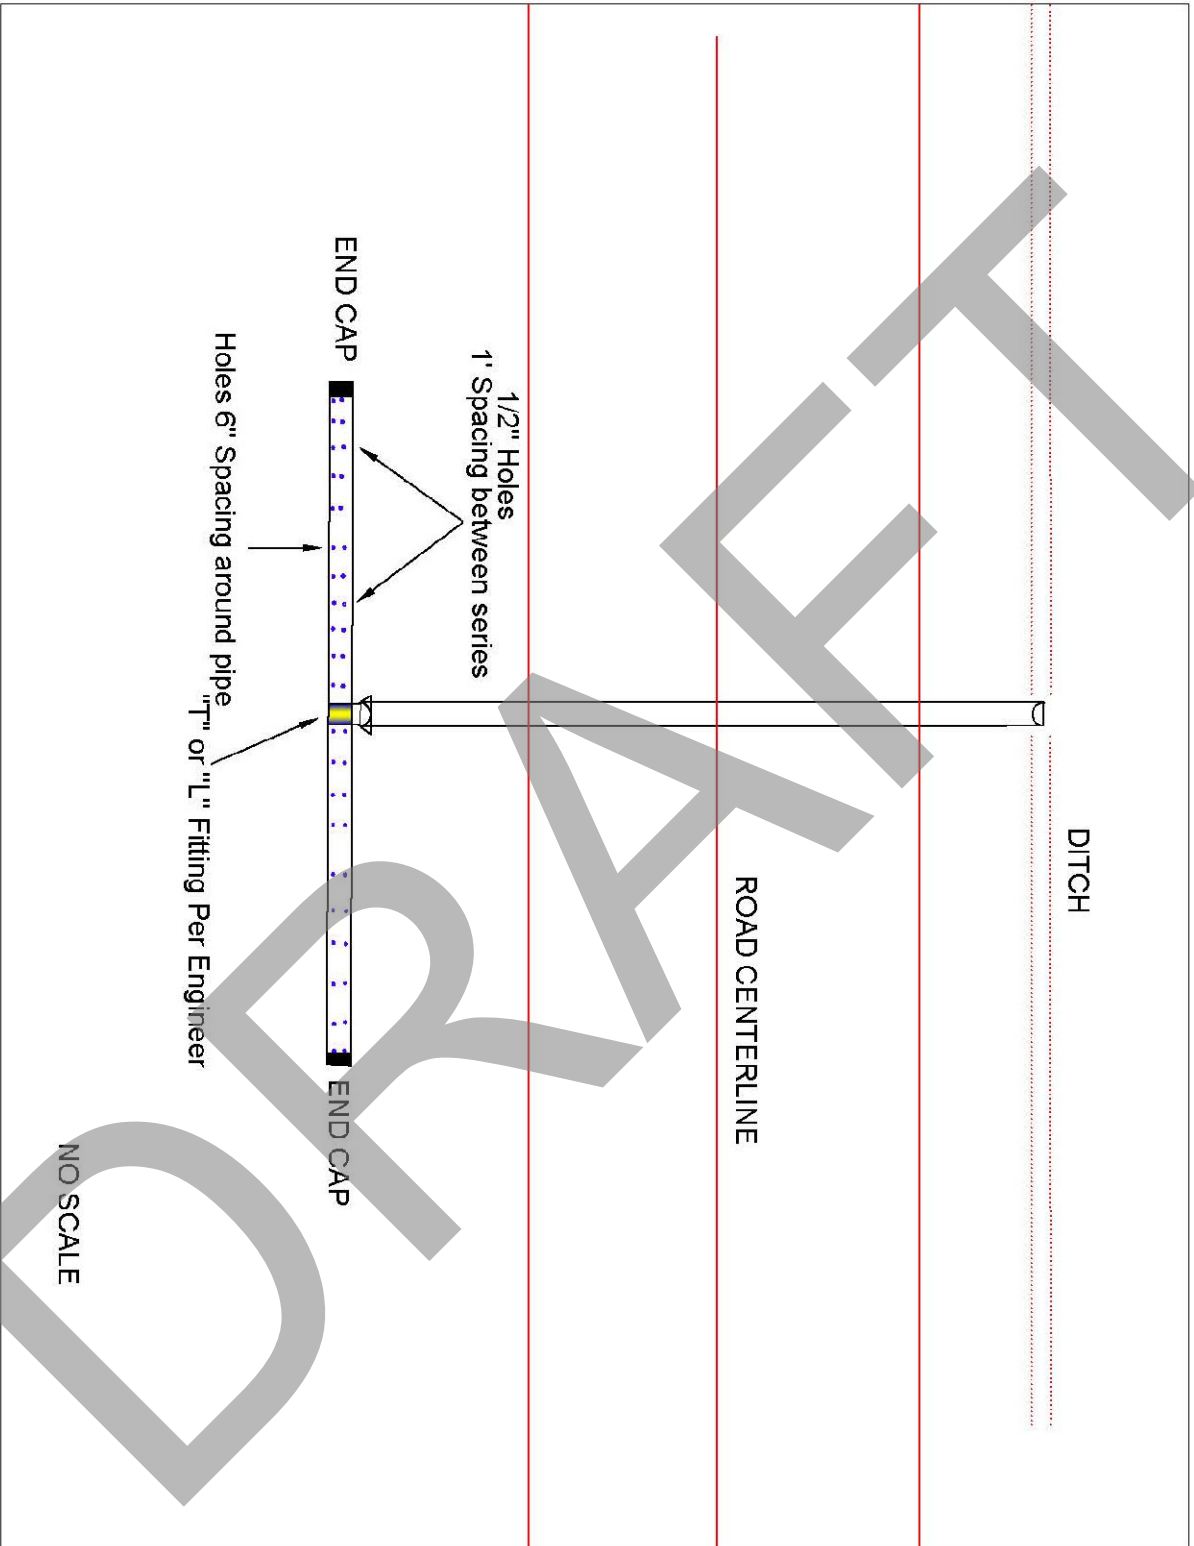 DITCH
ROAD CENTERLINE
1/2" Holes
1' Spacing between series
END CAP
END CAP
Holes 6" Spacing around pipe
"T" or "L" Fitting Per Engineer
NO SCALE
DRAFT